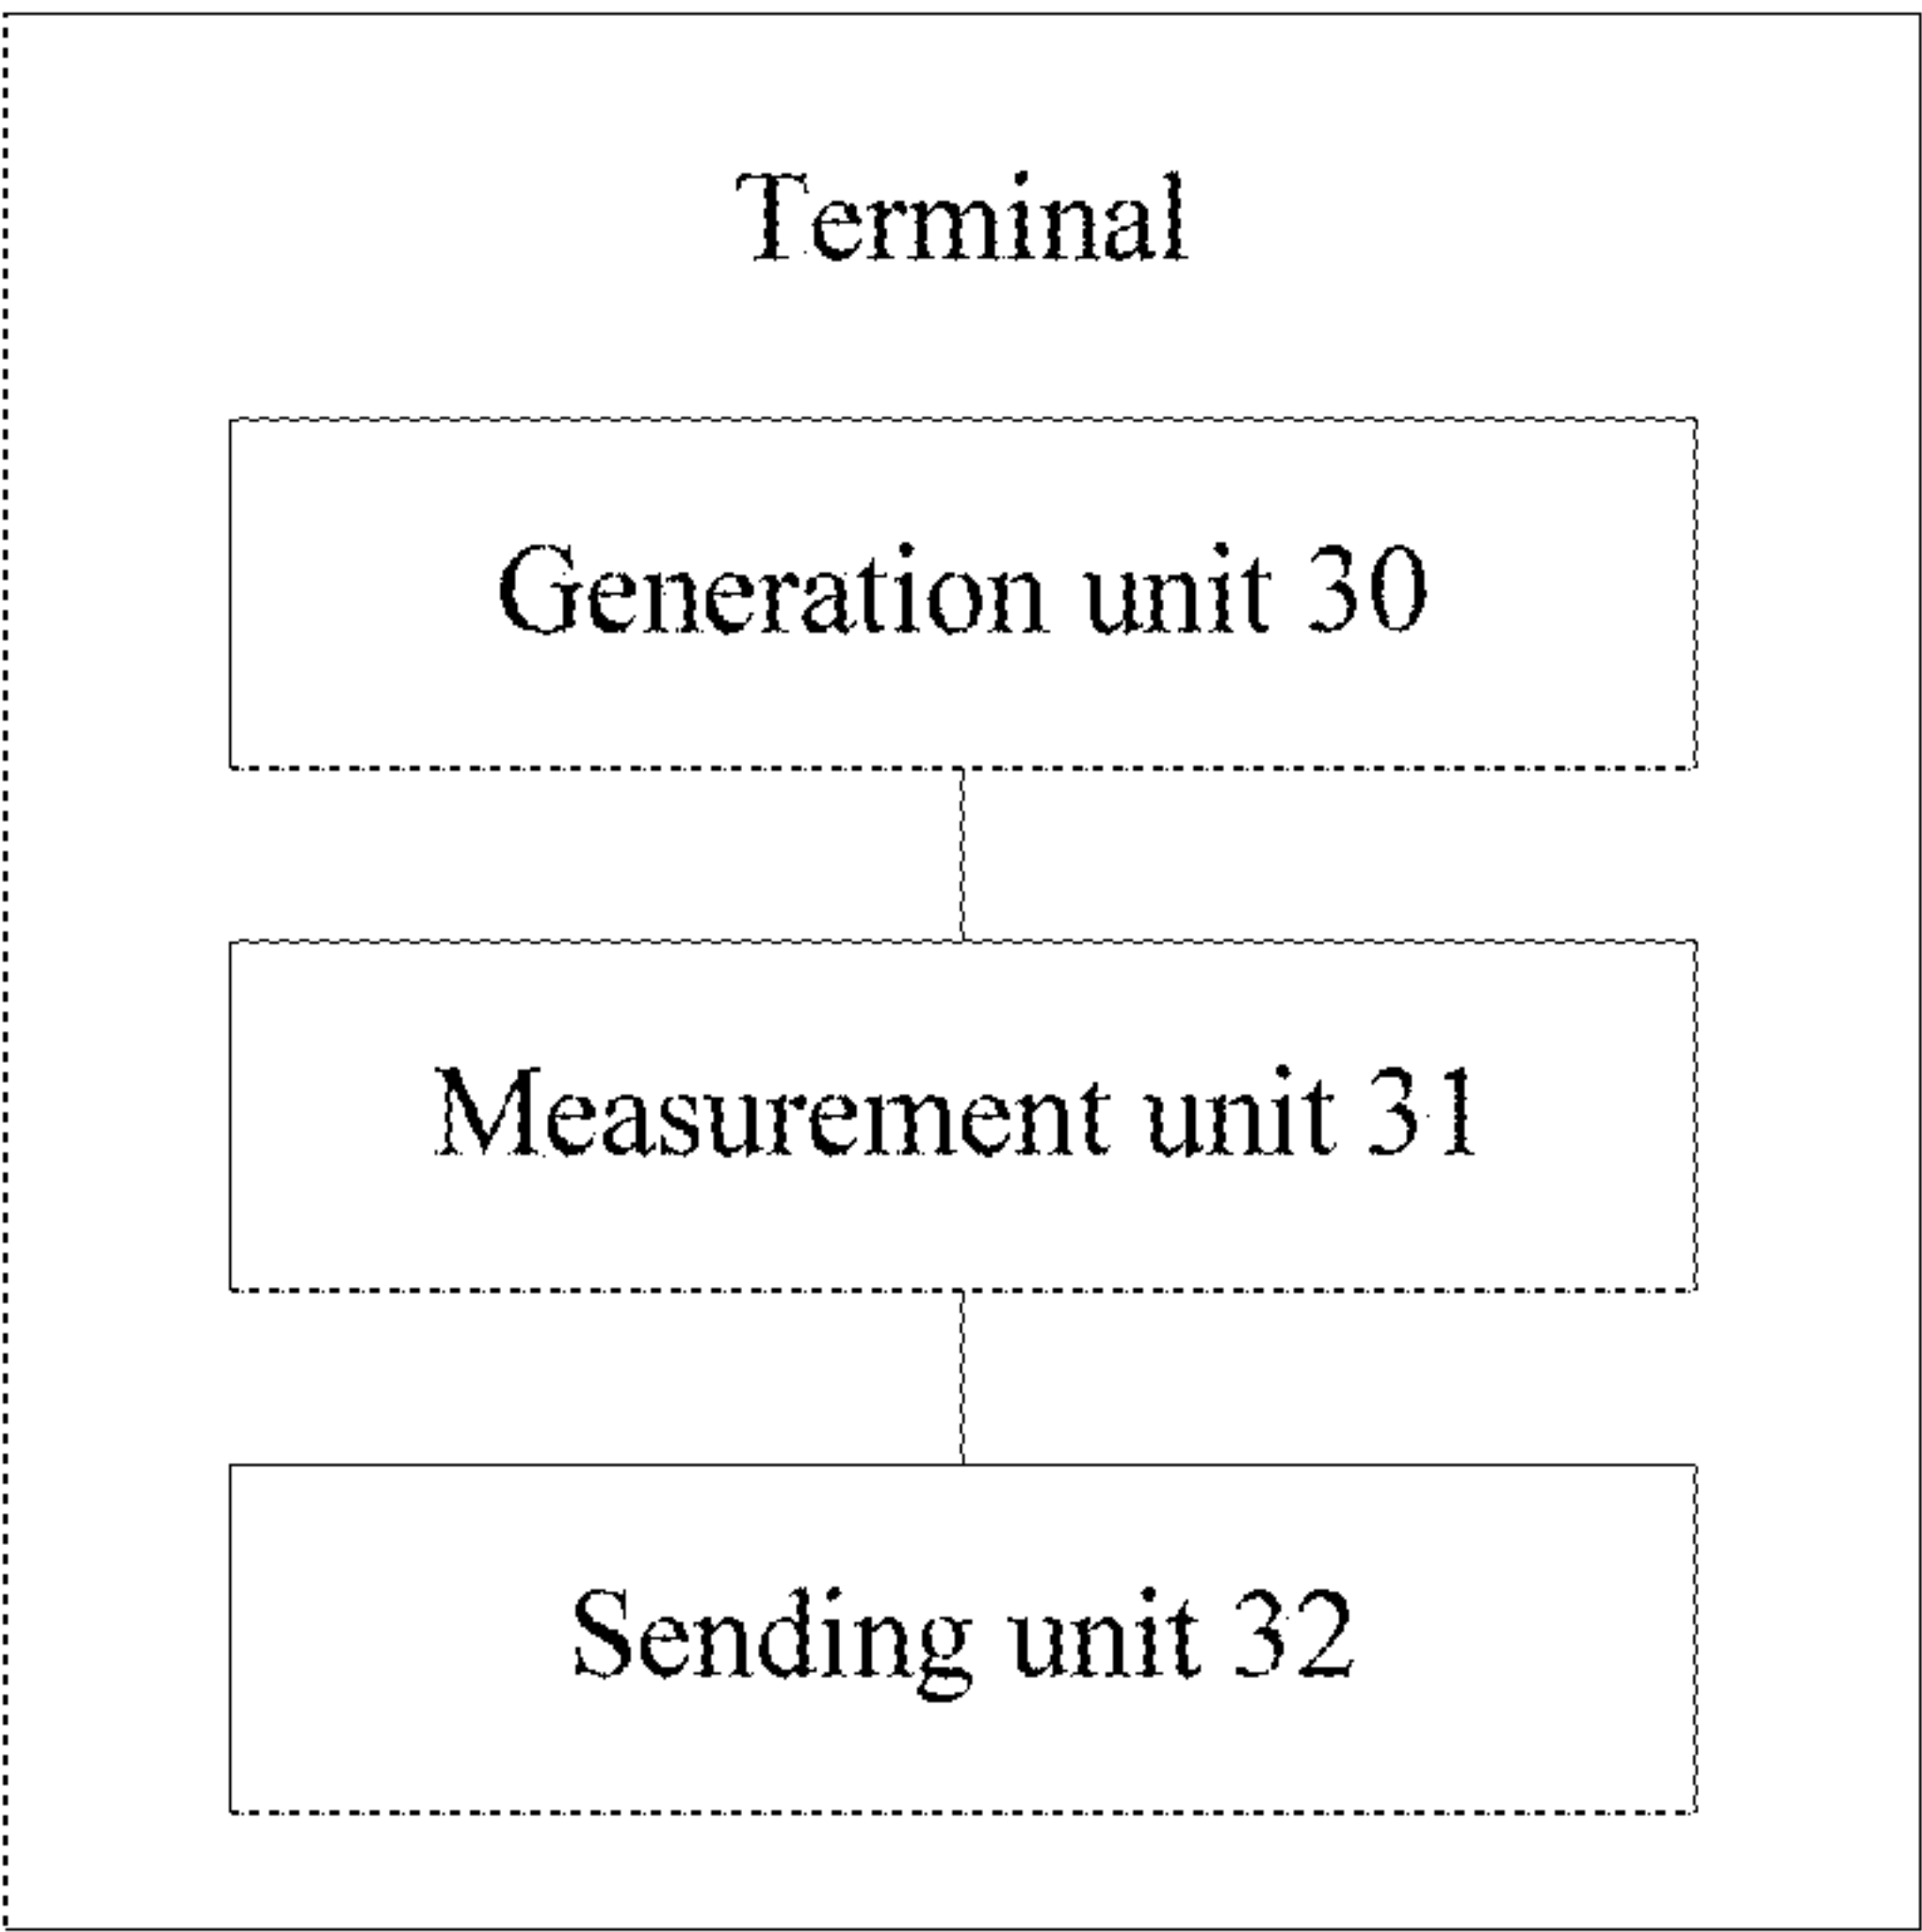 Terminal
Generation unit 30
Measurement unit 31
Sending unit 32